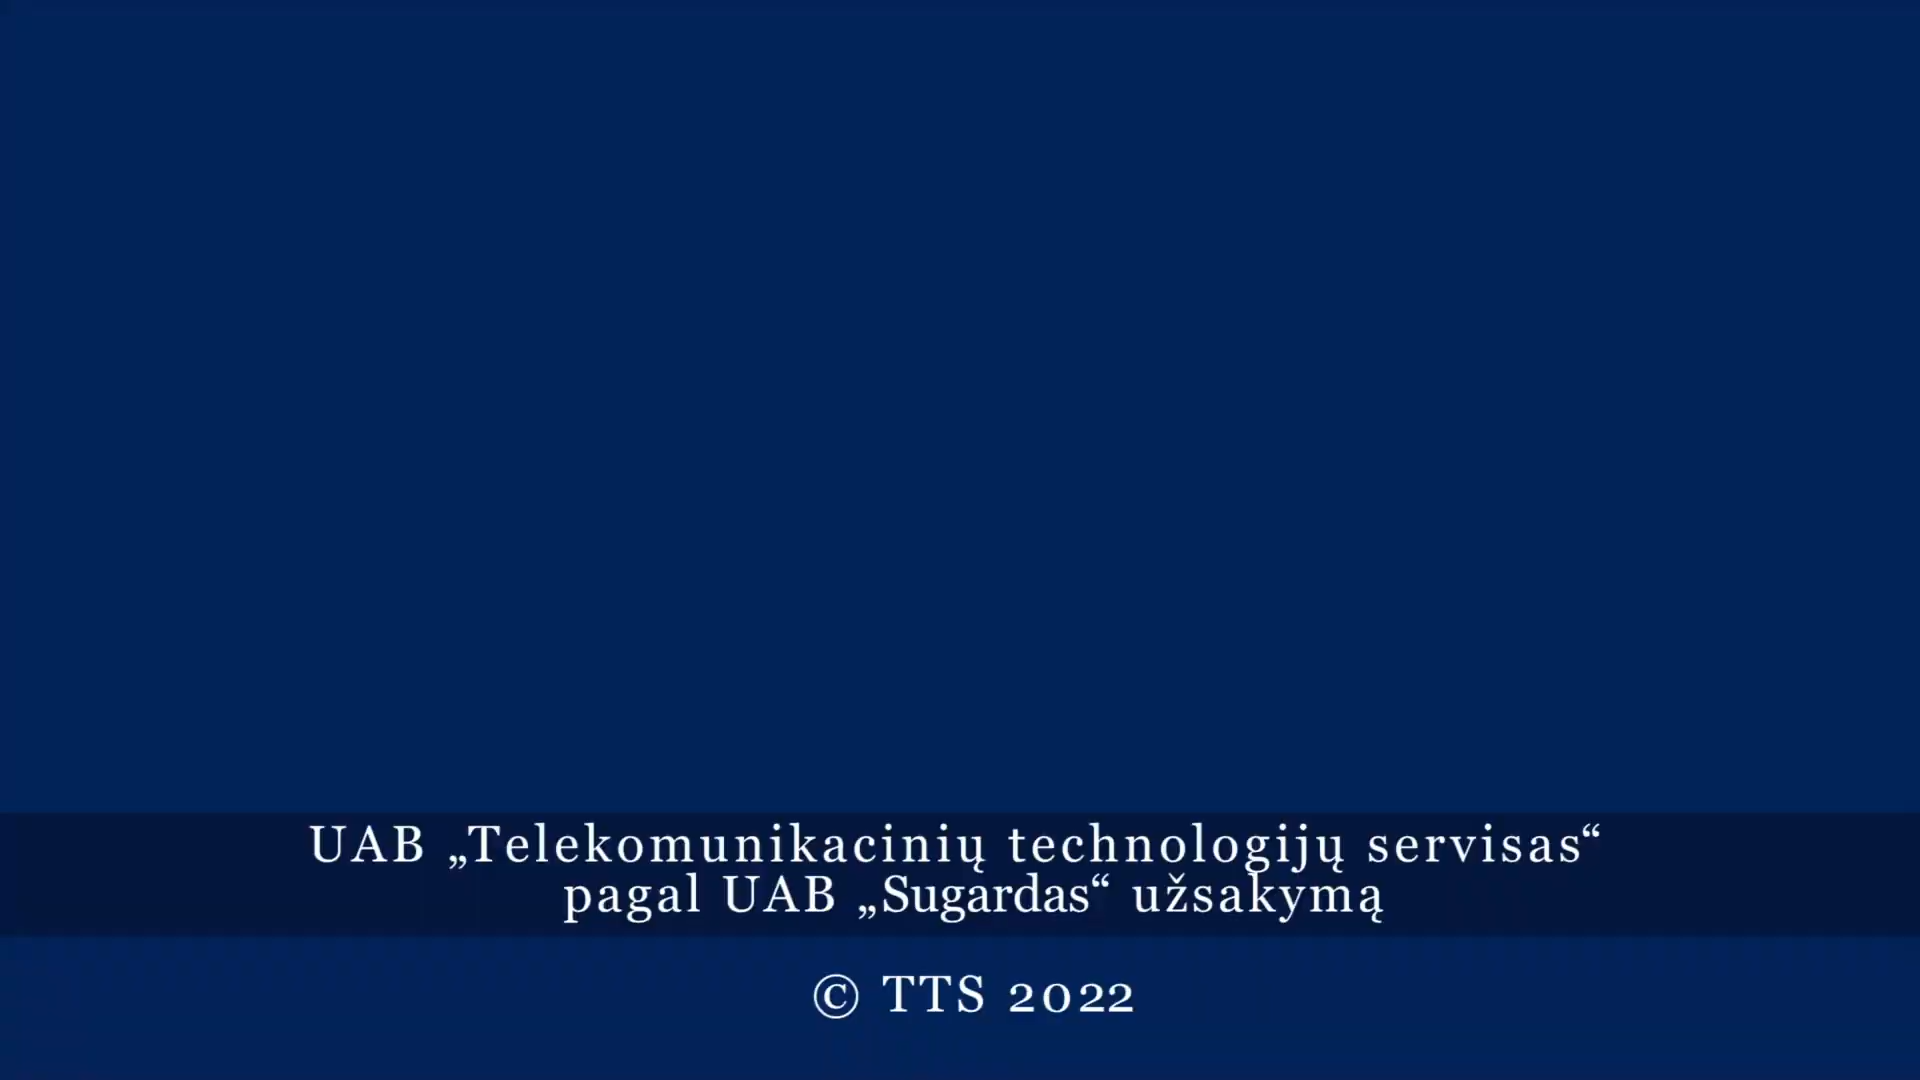 UAB „Telekomunikacinių technologijų servisas“
pagal UAB „Sugardas“ užsakymą
© TTS 2022